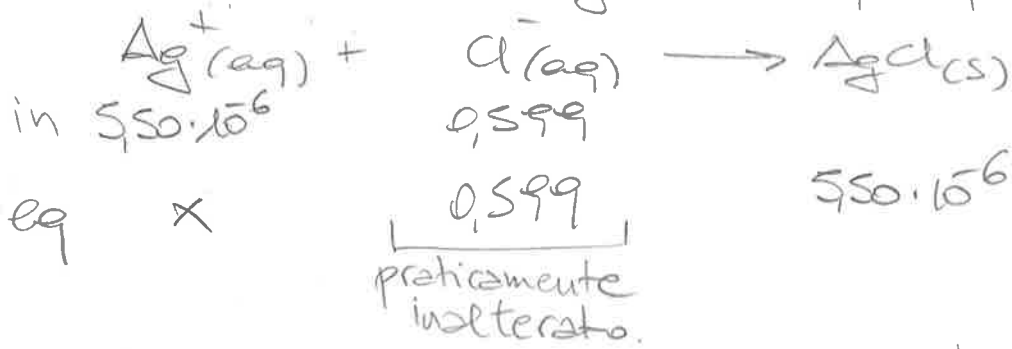 Ag⁺(aq) + Cl⁻(aq) → AgCl(s)
in 5,50·10⁻⁶ 0,599
eq x 0,599 5,50·10⁻⁶
praticamente
inalterato.